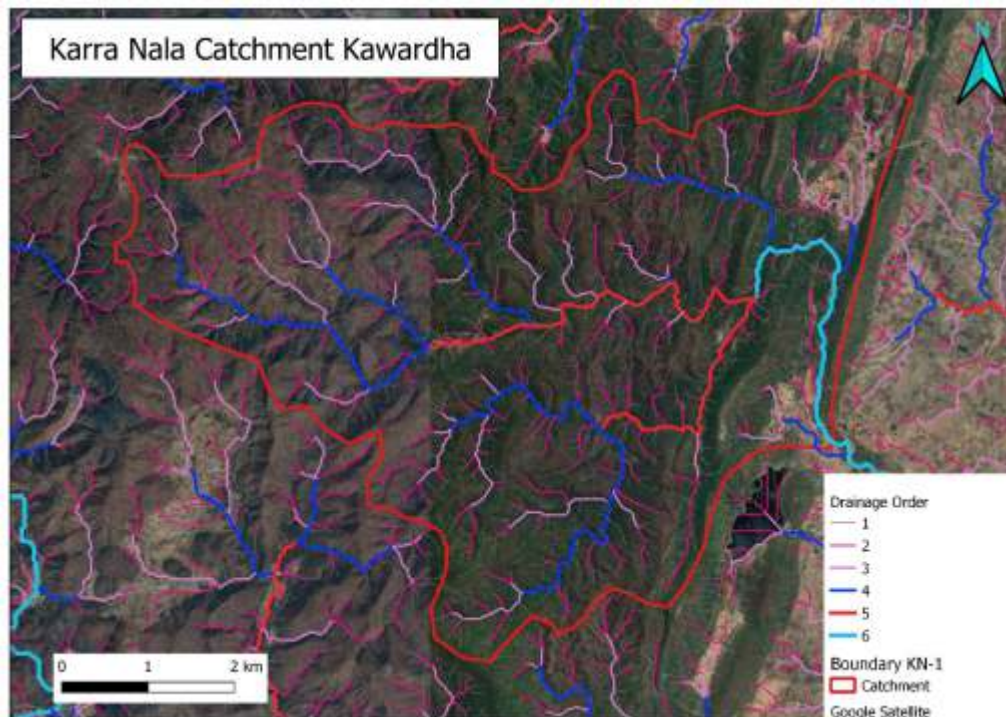 Karra Nala Catchment Kawardha
N
Drainage Order
1
2
3
4
5
6
Boundary KN-1
Catchment
Google Satellite
0 1 2 km